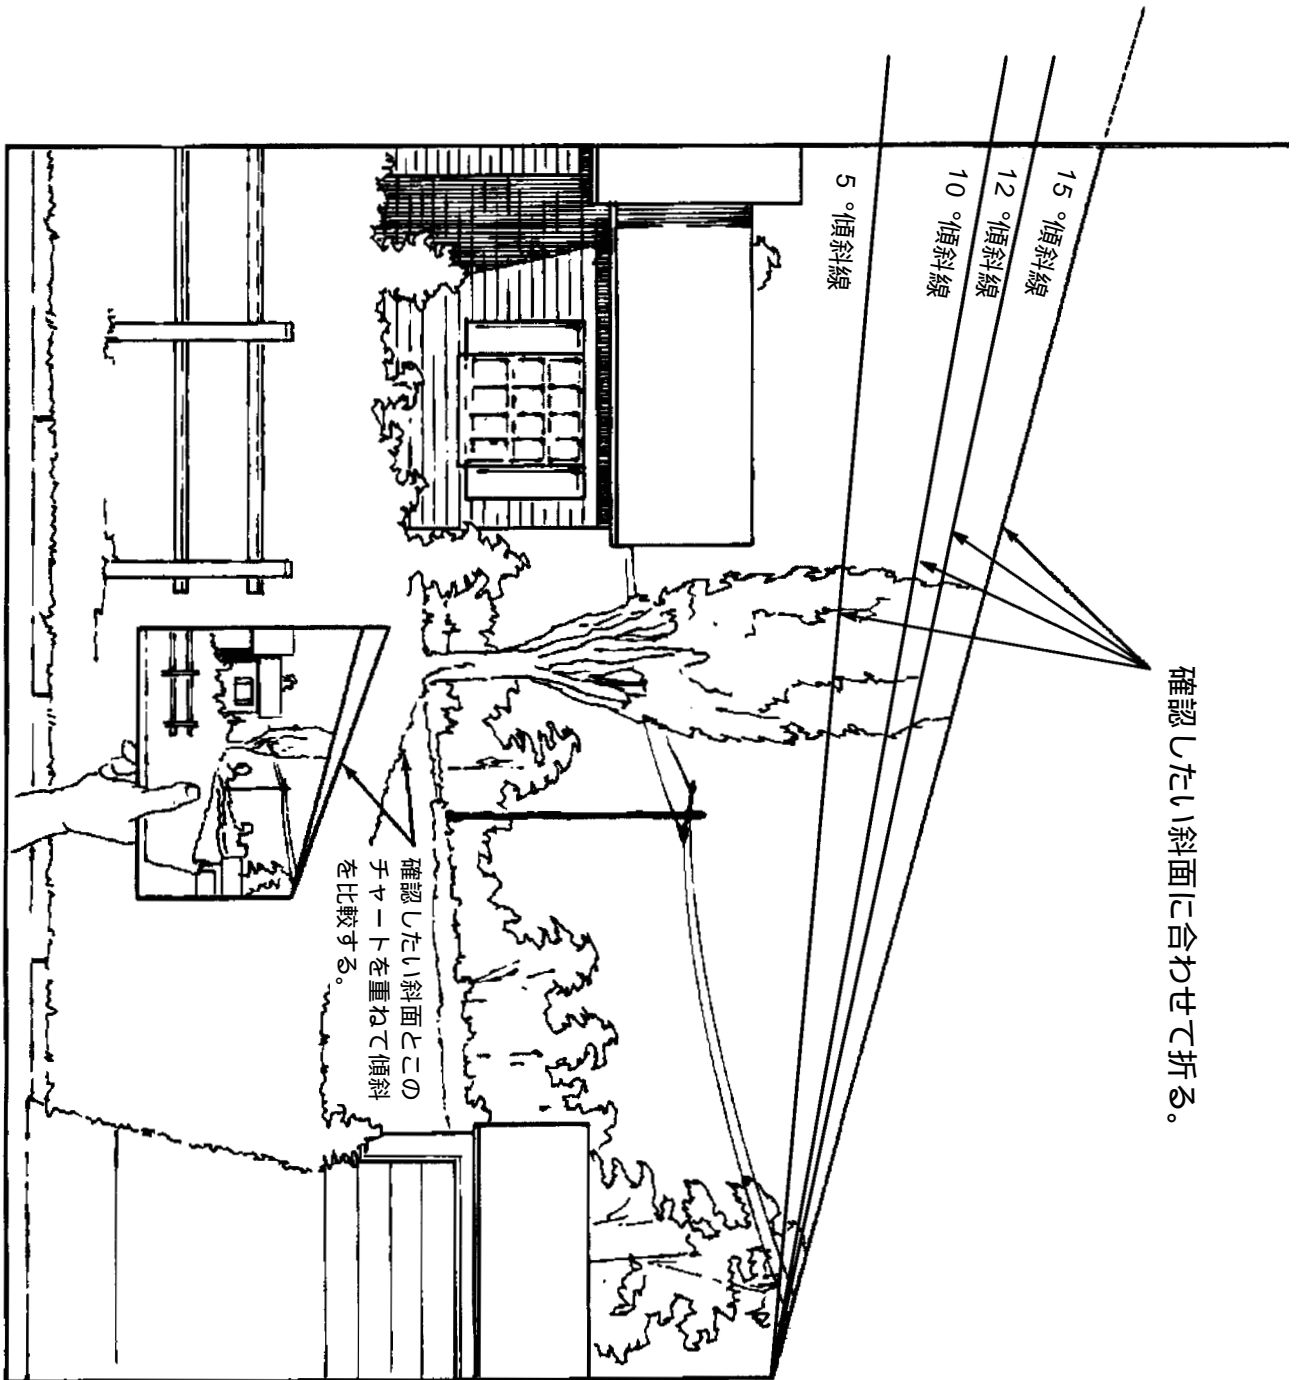 確認したい斜面に合わせて折る。
15 °傾斜線
12 °傾斜線
10 °傾斜線
5 °傾斜線
確認したい斜面とこの
チャートを重ねて傾斜
を比較する。